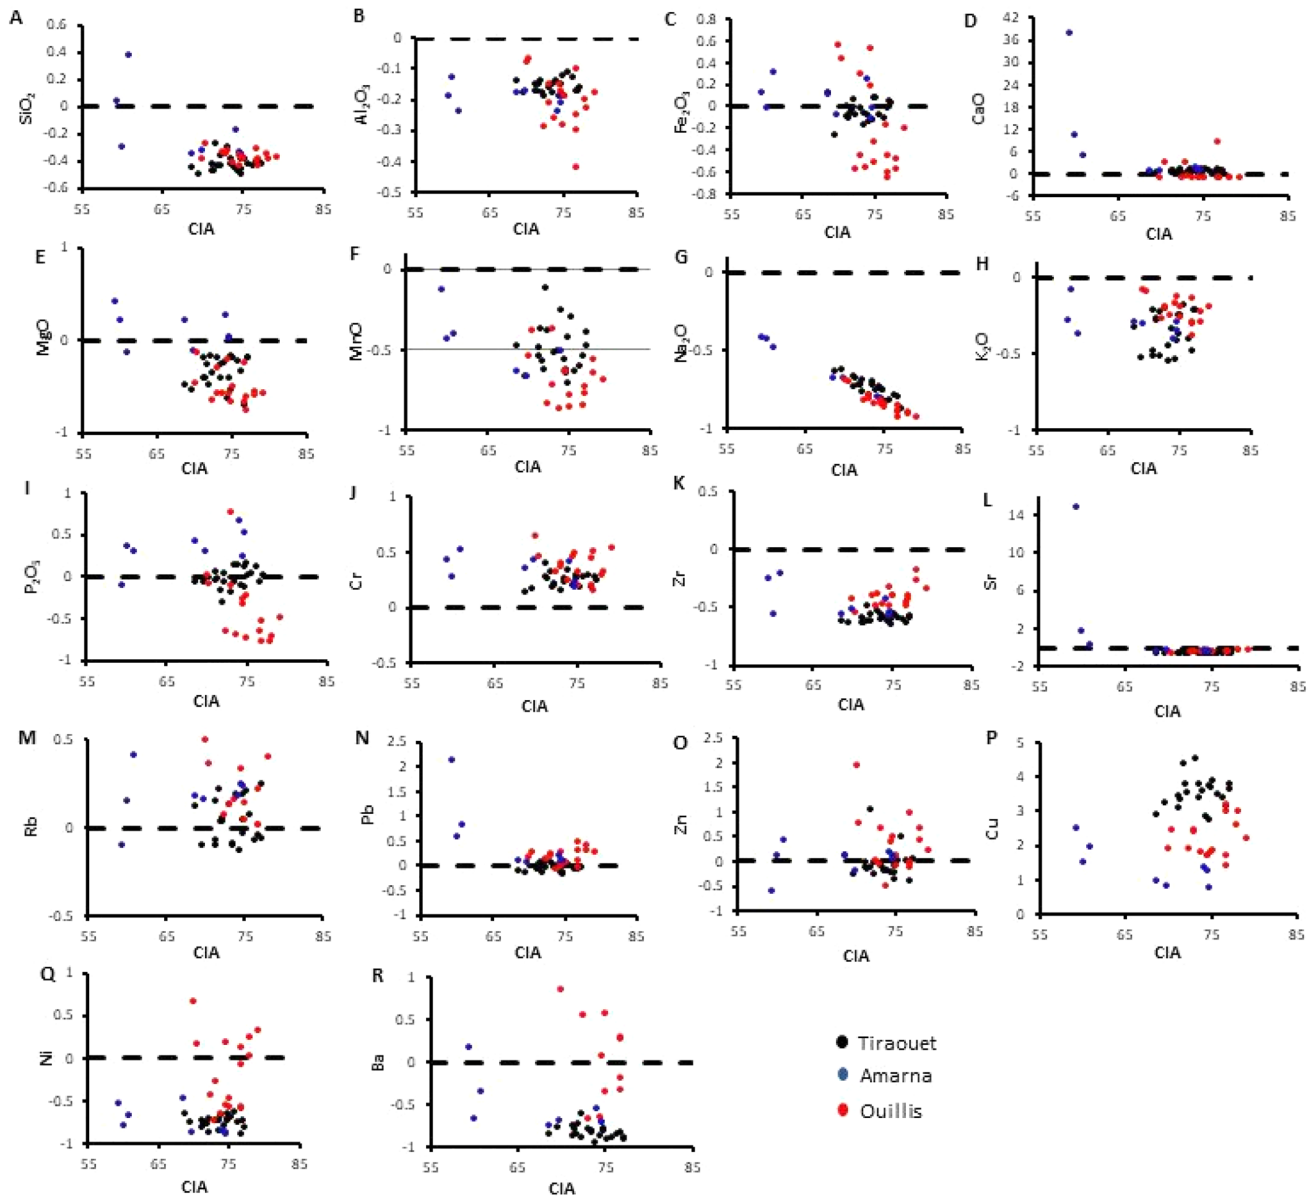 A
SiO2
0.6
0.4
0.2
0
-0.2
-0.4
-0.6
55 65 75 85
CIA
B
Al2O3
0
-0.1
-0.2
-0.3
-0.4
-0.5
55 65 75 85
CIA
C
Fe2O3
0.8
0.6
0.4
0.2
0
-0.2
-0.4
-0.6
-0.8
55 65 75 85
CIA
D
CaO
42
36
30
24
18
12
6
0
-6
55 65 75 85
CIA
E
MgO
1
0
-1
55 65 75 85
CIA
F
MnO
0
-0.5
-1
55 65 75 85
CIA
G
Na2O
0
-0.5
-1
55 65 75 85
CIA
H
K2O
0
-0.5
-1
55 65 75 85
CIA
I
P2O3
1
0.5
0
-0.5
-1
55 65 75 85
CIA
J
Cr
1
0.5
0
-0.5
55 65 75 85
CIA
K
Zr
0.5
0
-0.5
-1
55 65 75 85
CIA
L
Sr
14
10
6
2
-2
55 65 75 85
CIA
M
Rb
0.5
0
-0.5
55 65 75 85
CIA
N
Pb
2.5
2
1.5
1
0.5
0
-0.5
-1
55 65 75 85
CIA
O
Zn
2.5
2
1.5
1
0.5
0
-0.5
-1
55 65 75 85
CIA
P
Cu
5
4
3
2
1
0
55 65 75 85
CIA
Q
Ni
1
0.5
0
-0.5
-1
55 65 75 85
CIA
R
Ba
1
0.5
0
-0.5
-1
55 65 75 85
CIA
Tiraouet
Amarna
Ouillis